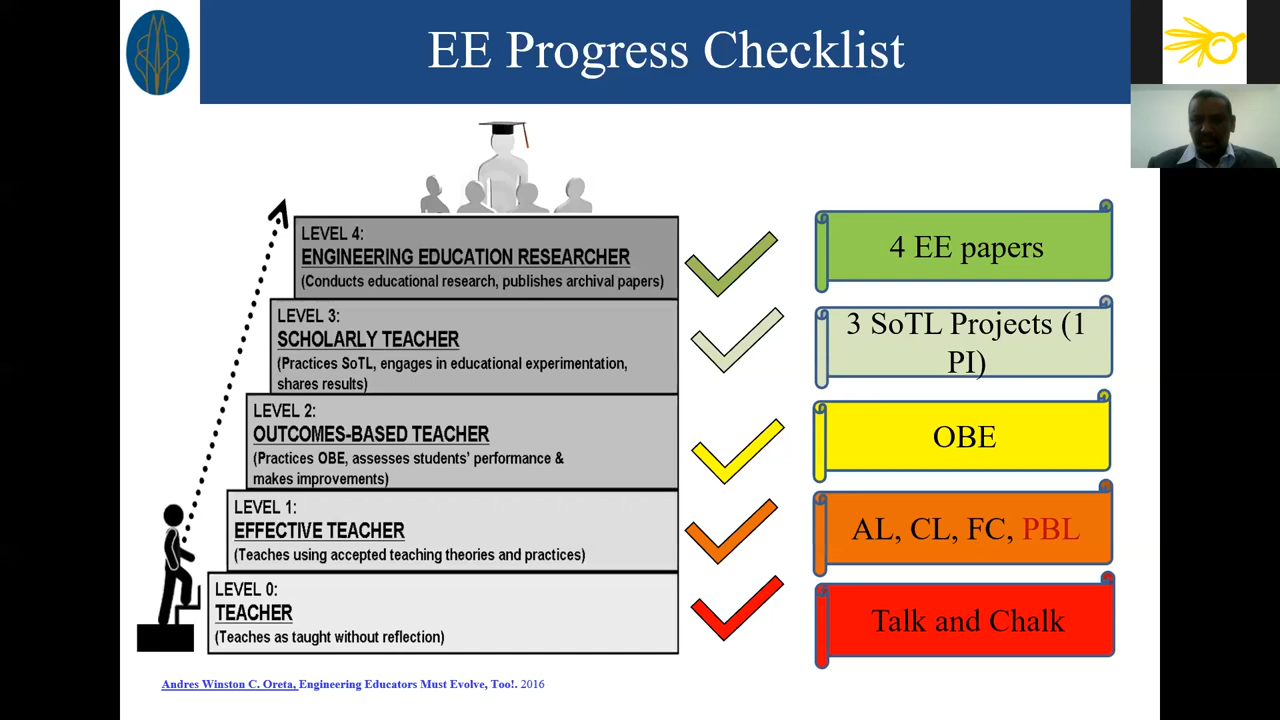 EE Progress Checklist
LEVEL 4:
ENGINEERING EDUCATION RESEARCHER
(Conducts educational research, publishes archival papers)
4 EE papers
LEVEL 3:
SCHOLARLY TEACHER
(Practices SoTL, engages in educational experimentation,
shares results)
3 SoTL Projects (1
PI)
LEVEL 2:
OUTCOMES-BASED TEACHER
(Practices OBE, assesses students' performance &
makes improvements)
OBE
LEVEL 1:
EFFECTIVE TEACHER
(Teaches using accepted teaching theories and practices)
AL, CL, FC, PBL
LEVEL 0:
TEACHER
(Teaches as taught without reflection)
Talk and Chalk
Andres Winston C. Oreta, Engineering Educators Must Evolve, Too!. 2016